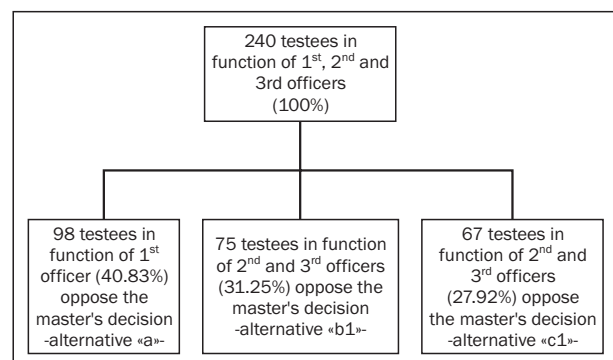 240 testees in
function of 1st, 2nd and
3rd officers
(100%)
98 testees in
function of 1st
officer (40.83%)
oppose the
master's decision
-alternative «a»-
75 testees in function
of 2nd and 3rd officers
(31.25%) oppose the
master's decision
-alternative «b1»-
67 testees in
function of 2nd and
3rd officers
(27.92%) oppose
the master's decision
-alternative «c1»-